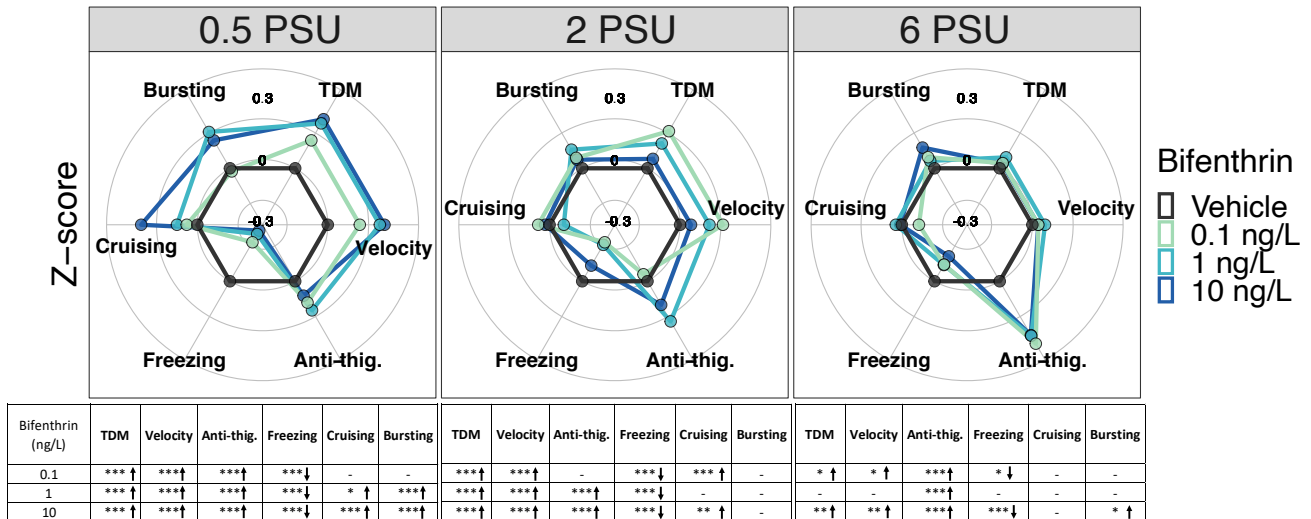 0.5 PSU 2 PSU 6 PSU
Z-score
Bursting TDM Bursting TDM Bursting TDM
0.3 0.3 0.3
0 0 0
-0.3 -0.3 -0.3
Cruising Velocity Cruising Velocity Cruising Velocity
Freezing Anti-thig. Freezing Anti-thig. Freezing Anti-thig.
Bifenthrin
Vehicle
0.1 ng/L
1 ng/L
10 ng/L
Bifenthrin
(ng/L) TDM Velocity Anti-thig. Freezing Cruising Bursting TDM Velocity Anti-thig. Freezing Cruising Bursting TDM Velocity Anti-thig. Freezing Cruising Bursting
0.1 ***↑ ***↑ ***↑ ***↓ - - ***↑ ***↑ - ***↓ ***↑ - *↑ *↑ ***↑ *↓ - -
1 ***↑ ***↑ ***↑ ***↓ *↑ ***↑ ***↑ ***↑ ***↑ ***↓ - - - - ***↑ - - -
10 ***↑ ***↑ ***↑ ***↓ ***↑ ***↑ ***↑ ***↑ ***↑ ***↓ **↑ - **↑ **↑ ***↑ ***↓ - *↑